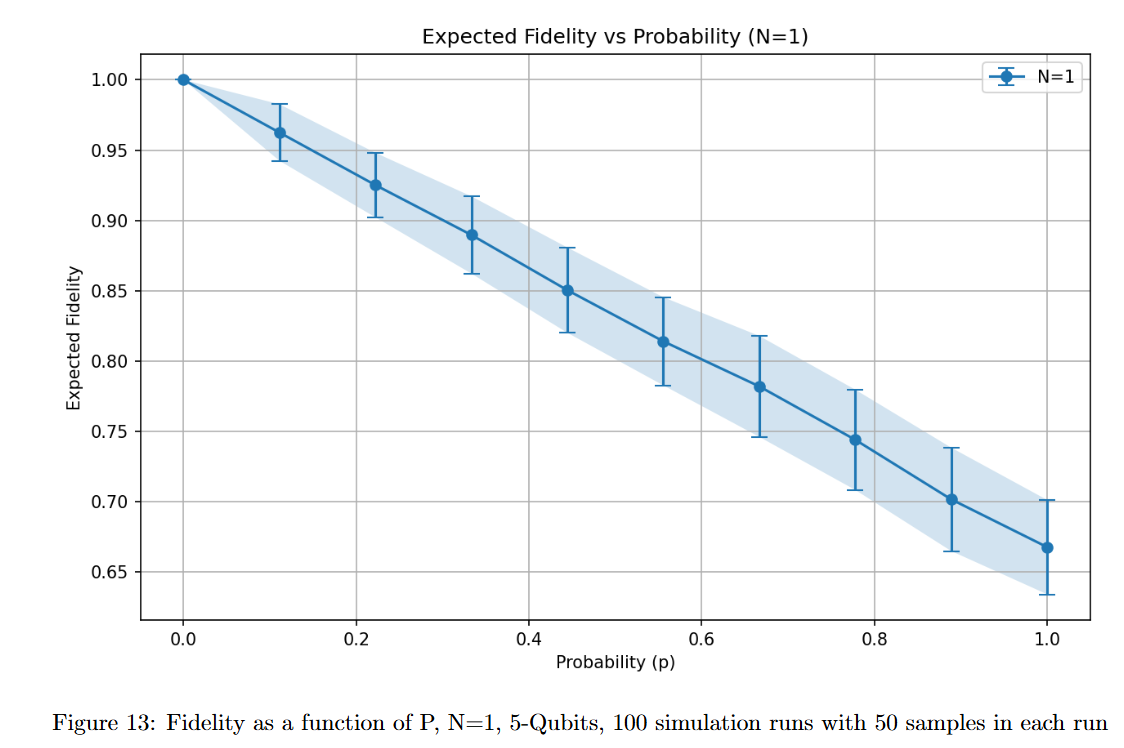 Expected Fidelity vs Probability (N=1)
N=1
Expected Fidelity
1.00
0.95
0.90
0.85
0.80
0.75
0.70
0.65
0.0 0.2 0.4 0.6 0.8 1.0
Probability (p)
Figure 13: Fidelity as a function of P, N=1, 5-Qubits, 100 simulation runs with 50 samples in each run